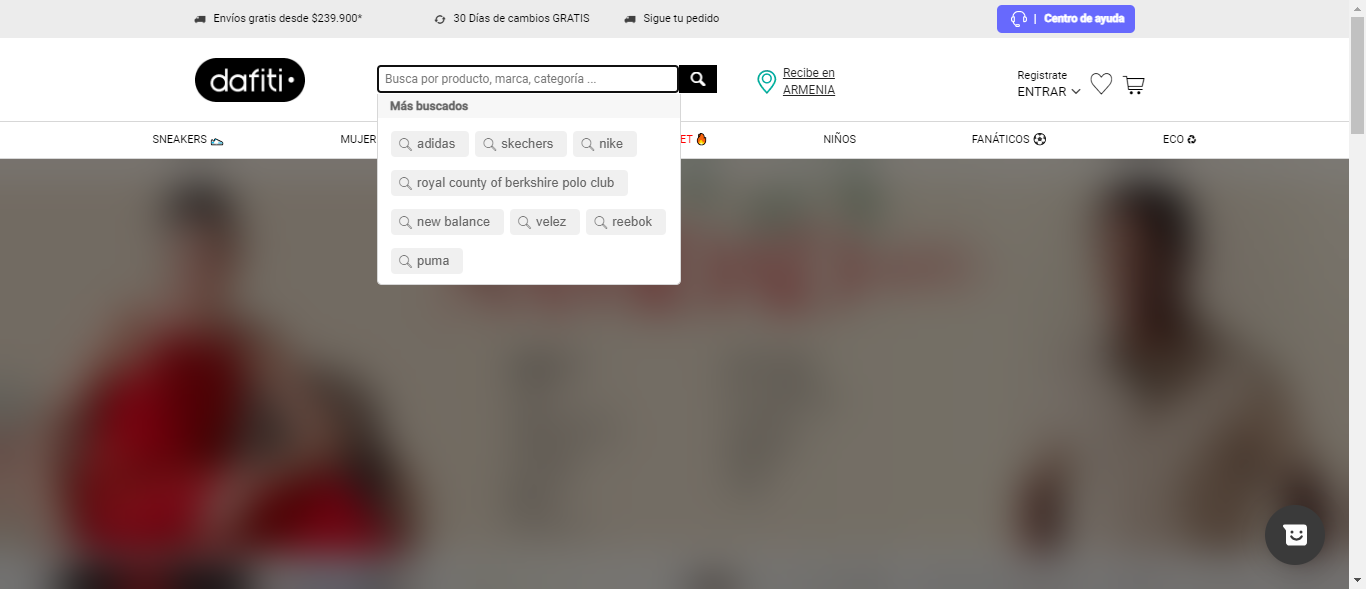 Envíos gratis desde $239.900*
30 Días de cambios GRATIS
Sigue tu pedido
| Centro de ayuda
dafiti
Busca por producto, marca, categoría ...
Recibe en
ARMENIA
Registrate
ENTRAR
Más buscados
SNEAKERS
MUJER
ET
NIÑOS
FANÁTICOS
ECO
adidas
skechers
nike
royal county of berkshire polo club
new balance
velez
reebok
puma